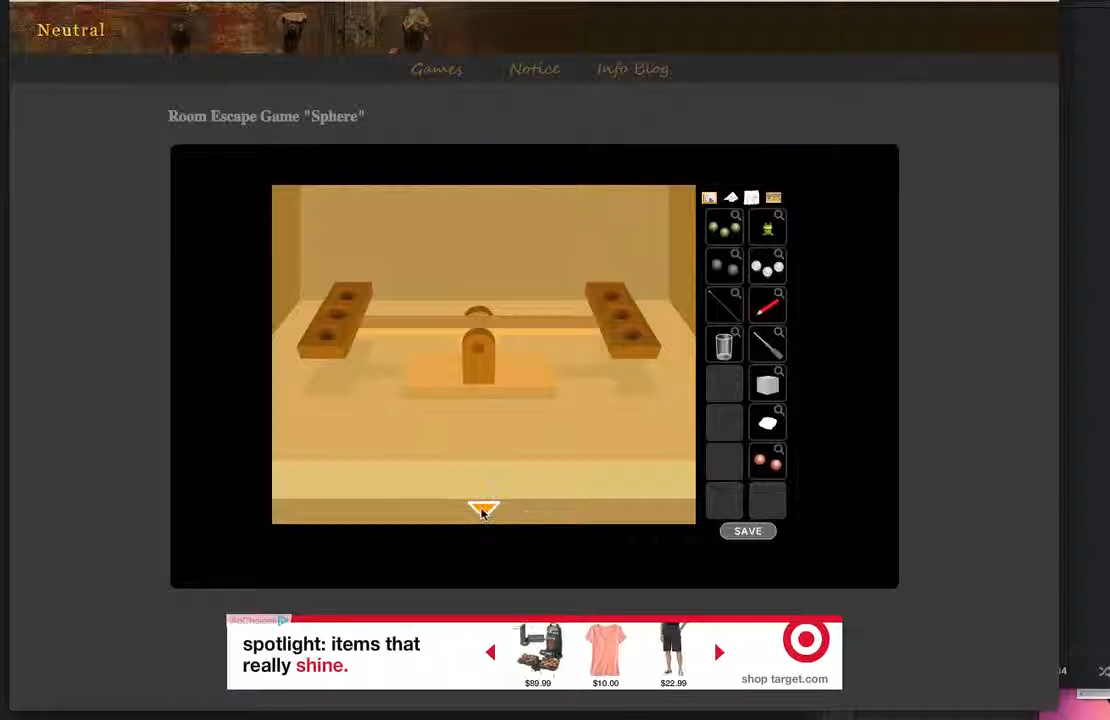 Neutral
Games Notice Info Blog
Room Escape Game "Sphere"
SAVE
AdChoices
spotlight: items that
really shine.
$89.99 $10.00 $22.99
shop target.com